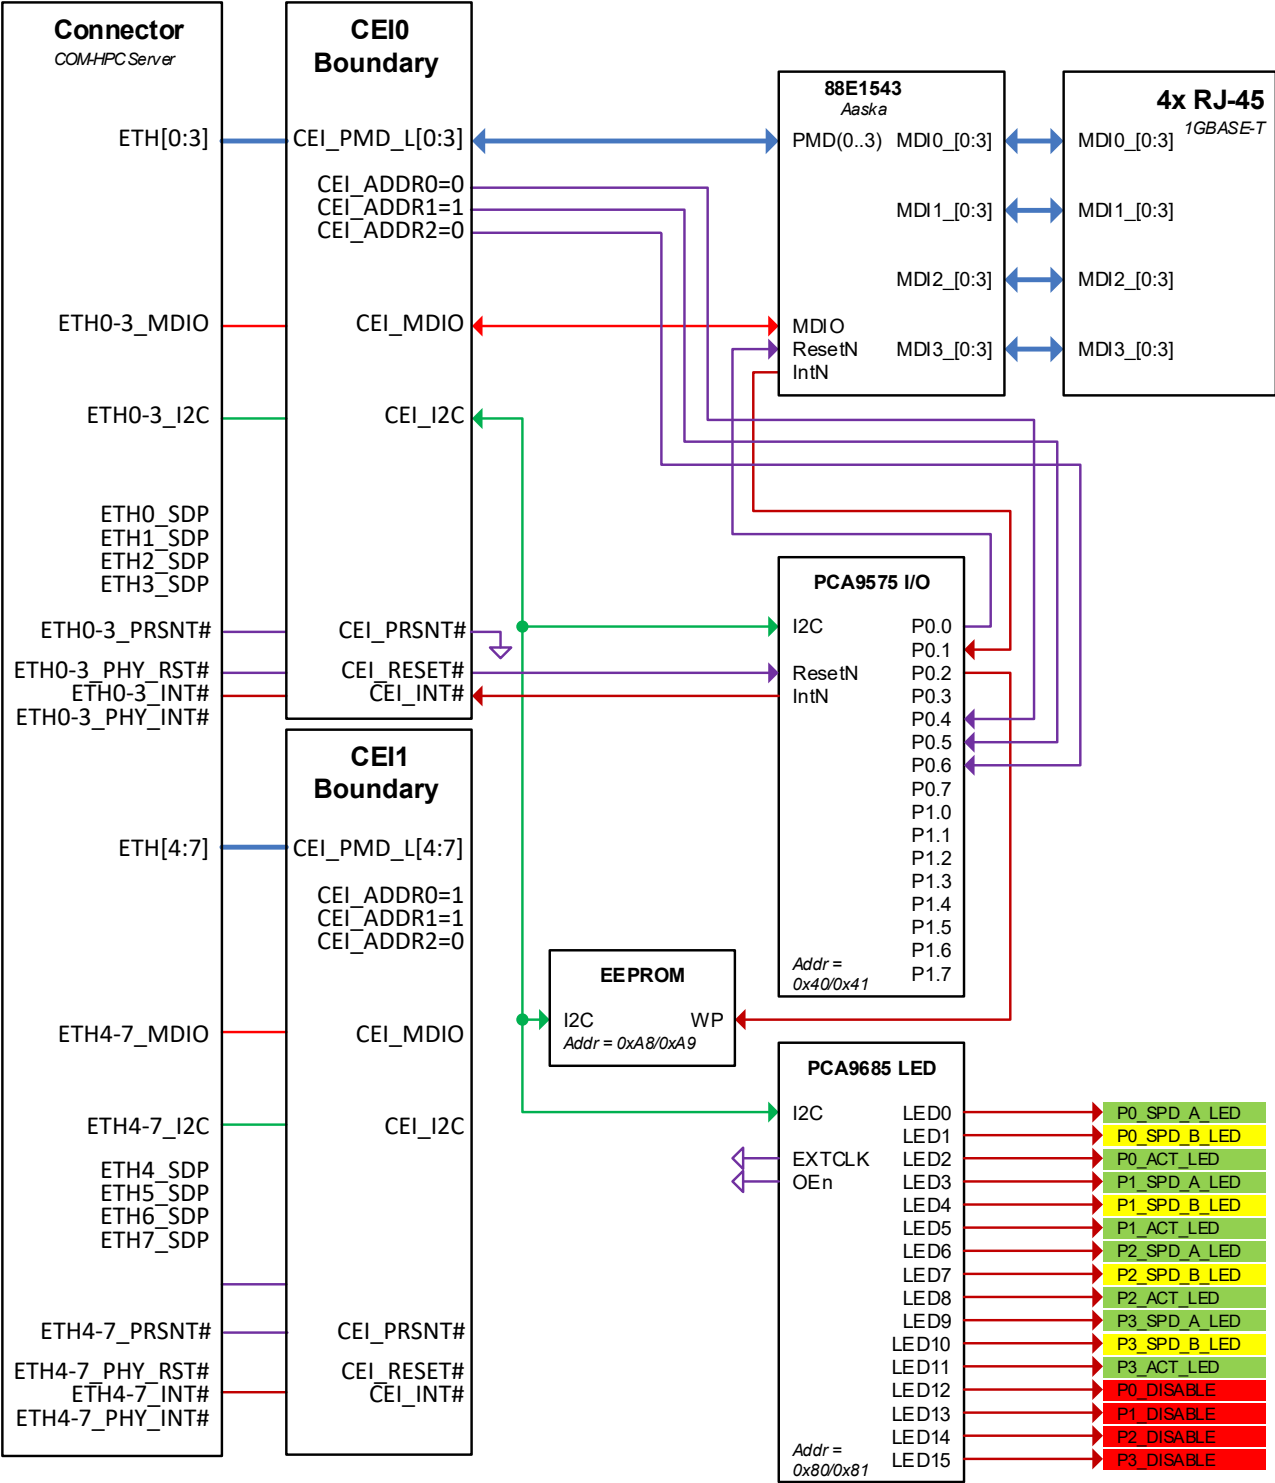 Connector
COM-HPC Server
ETH[0:3]
ETH0-3_MDIO
ETH0-3_I2C
ETH0_SDP
ETH1_SDP
ETH2_SDP
ETH3_SDP
ETH0-3_PRSNT#
ETH0-3_PHY_RST#
ETH0-3_INT#
ETH0-3_PHY_INT#
ETH[4:7]
ETH4-7_MDIO
ETH4-7_I2C
ETH4_SDP
ETH5_SDP
ETH6_SDP
ETH7_SDP
ETH4-7_PRSNT#
ETH4-7_PHY_RST#
ETH4-7_INT#
ETH4-7_PHY_INT#
CEI0
Boundary
CEI_PMD_L[0:3]
CEI_ADDR0=0
CEI_ADDR1=1
CEI_ADDR2=0
CEI_MDIO
CEI_I2C
CEI_PRSNT#
CEI_RESET#
CEI_INT#
CEI1
Boundary
CEI_PMD_L[4:7]
CEI_ADDR0=1
CEI_ADDR1=1
CEI_ADDR2=0
CEI_MDIO
CEI_I2C
CEI_PRSNT#
CEI_RESET#
CEI_INT#
88E1543
Aaska
PMD(0..3) MDI0_[0:3]
MDI1_[0:3]
MDI2_[0:3]
MDIO
ResetN MDI3_[0:3]
IntN
4x RJ-45
1GBASE-T
MDI0_[0:3]
MDI1_[0:3]
MDI2_[0:3]
MDI3_[0:3]
PCA9575 I/O
I2C P0.0
P0.1
ResetN P0.2
IntN P0.3
P0.4
P0.5
P0.6
P0.7
P1.0
P1.1
P1.2
P1.3
P1.4
P1.5
P1.6
P1.7
Addr =
0x40/0x41
EEPROM
I2C WP
Addr = 0xA8/0xA9
PCA9685 LED
I2C LED0
LED1
EXTCLK LED2
OEn LED3
LED4
LED5
LED6
LED7
LED8
LED9
LED10
LED11
LED12
LED13
LED14
LED15
Addr =
0x80/0x81
P0_SPD_A_LED
P0_SPD_B_LED
P0_ACT_LED
P1_SPD_A_LED
P1_SPD_B_LED
P1_ACT_LED
P2_SPD_A_LED
P2_SPD_B_LED
P2_ACT_LED
P3_SPD_A_LED
P3_SPD_B_LED
P3_ACT_LED
P0_DISABLE
P1_DISABLE
P2_DISABLE
P3_DISABLE